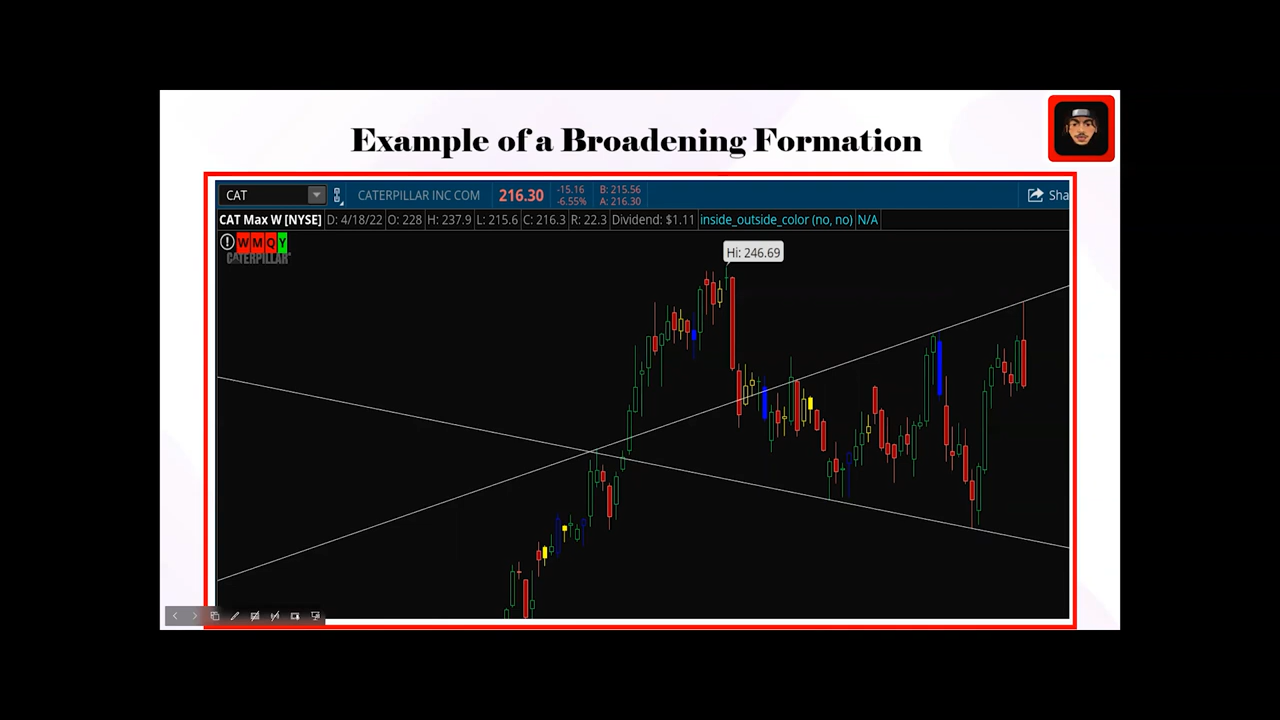 Example of a Broadening Formation
CAT CATERPILLAR INC COM 216.30 -15.16 B: 215.56 Sha
-6.55% A: 216.30
CAT Max W [NYSE] D: 4/18/22 O: 228 H: 237.9 L: 215.6 C: 216.3 R: 22.3 Dividend: $1.11 inside_outside_color (no, no) N/A
W M Q Y
CATERPILLAR
Hi: 246.69